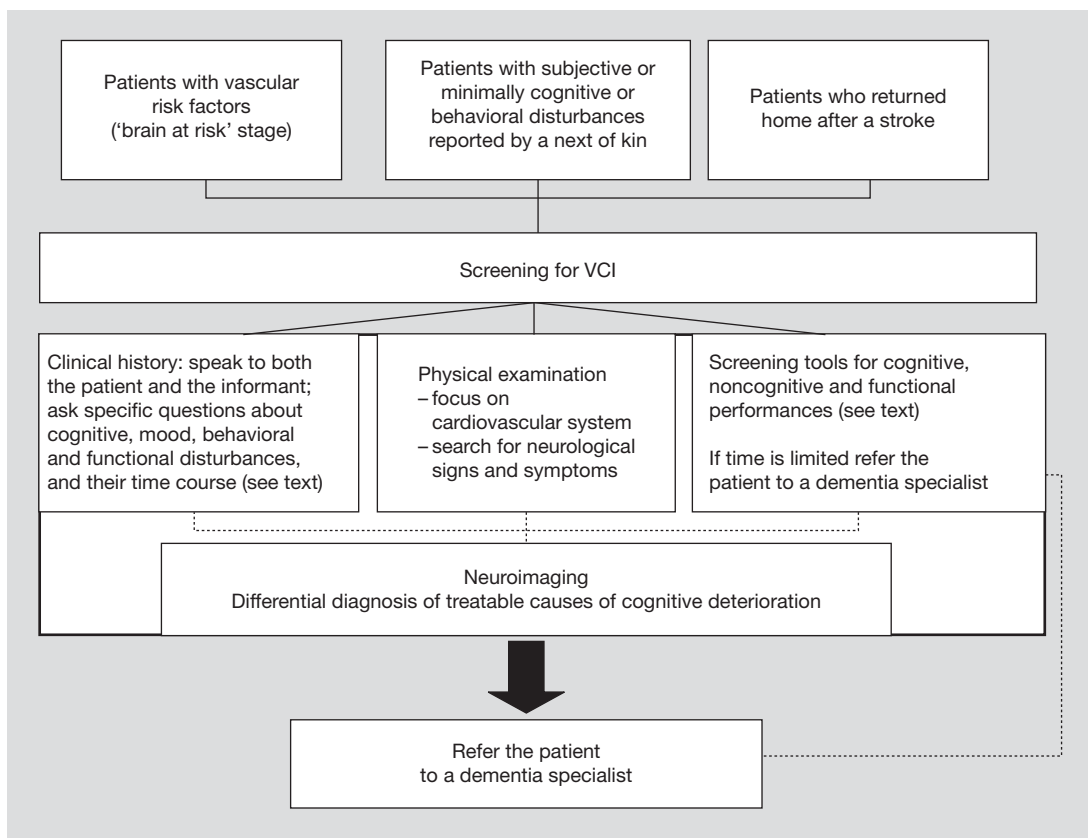 Patients with vascular
risk factors
(‘brain at risk’ stage)
Patients with subjective or
minimally cognitive or
behavioral disturbances
reported by a next of kin
Patients who returned
home after a stroke
Screening for VCI
Clinical history: speak to both
the patient and the informant;
ask specific questions about
cognitive, mood, behavioral
and functional disturbances,
and their time course (see text)
Physical examination
– focus on
cardiovascular system
– search for neurological
signs and symptoms
Screening tools for cognitive,
noncognitive and functional
performances (see text)
If time is limited refer the
patient to a dementia specialist
Neuroimaging
Differential diagnosis of treatable causes of cognitive deterioration
Refer the patient
to a dementia specialist